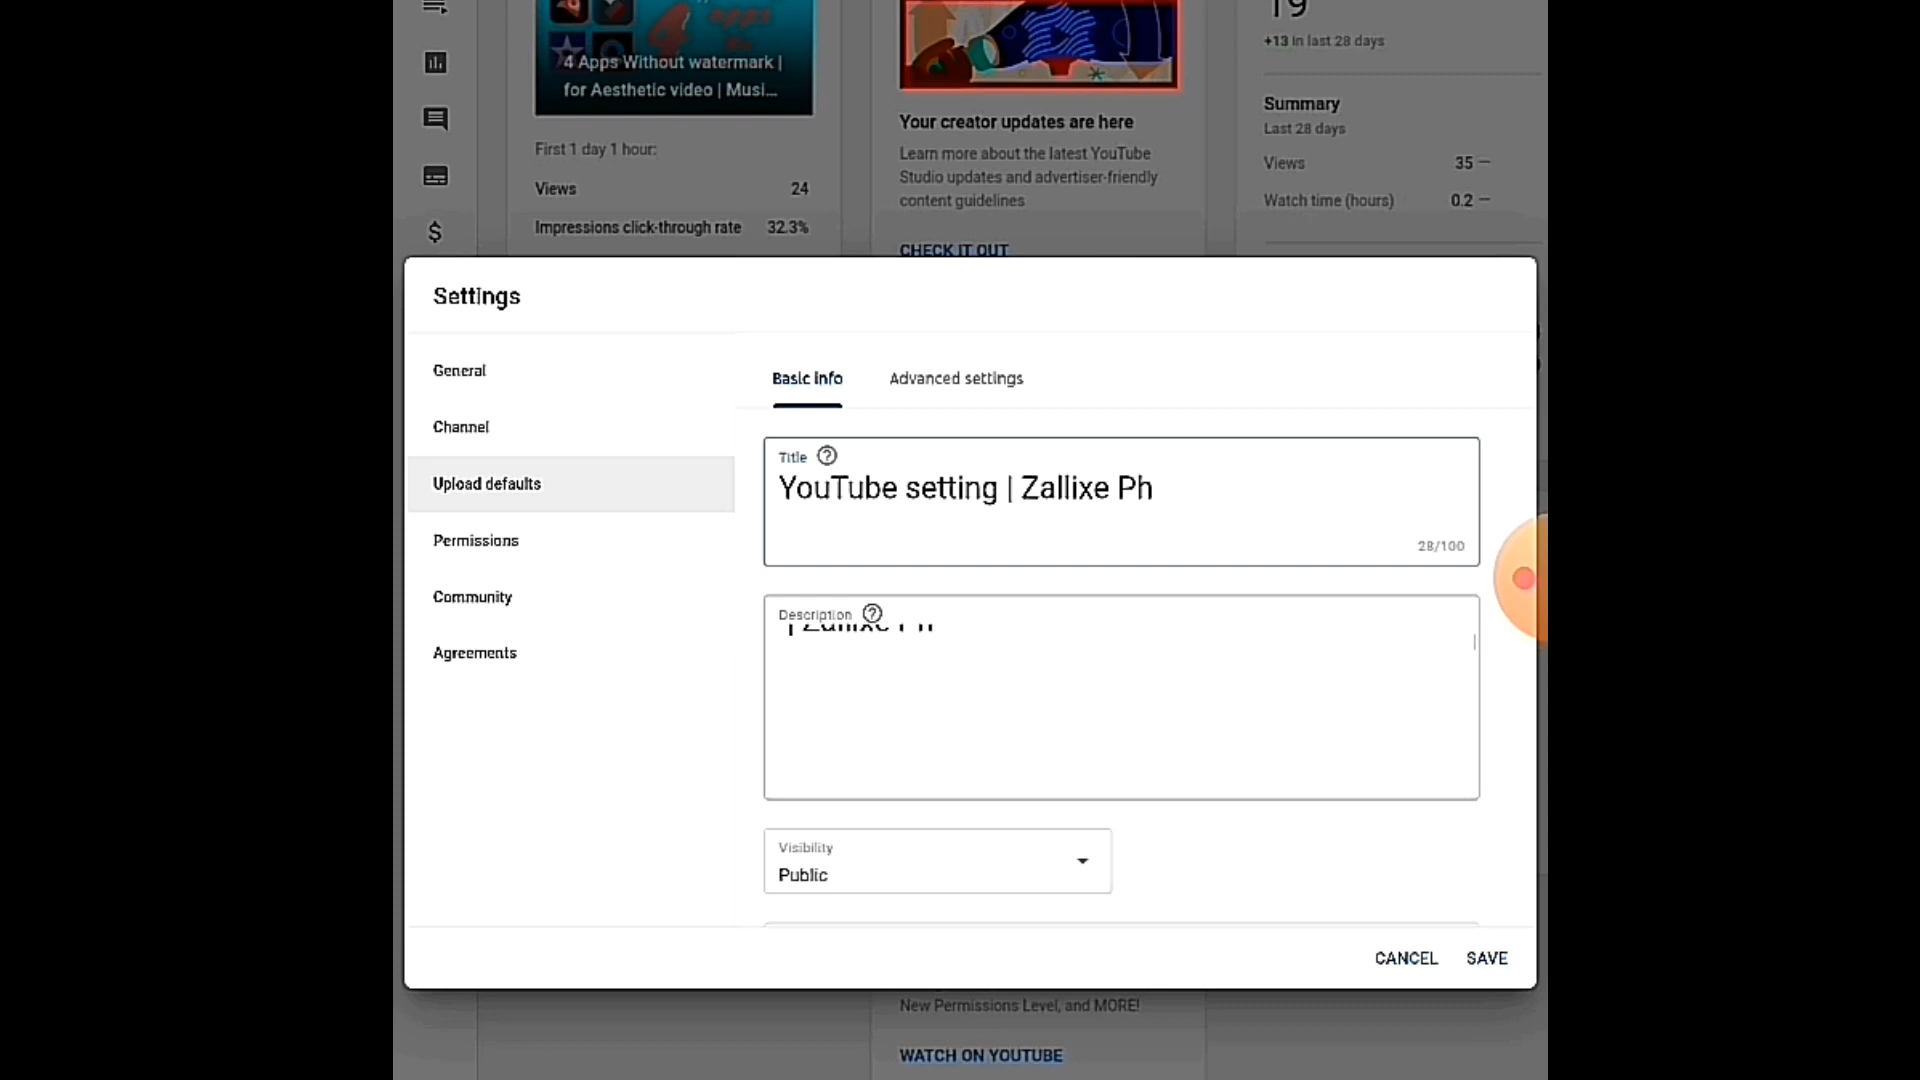 4 Apps Without watermark |
for Aesthetic video | Musi...
First 1 day 1 hour:
Views 24
Impressions click-through rate 32.3%
Your creator updates are here
Learn more about the latest YouTube
Studio updates and advertiser-friendly
content guidelines
CHECK IT OUT
19
+13 in last 28 days
Summary
Last 28 days
Views 35 —
Watch time (hours) 0.2 —
Settings
General
Channel
Upload defaults
Permissions
Community
Agreements
Basic info
Advanced settings
Title
YouTube setting | Zallixe Ph
28/100
Description
| Zallixe Ph
Visibility
Public
CANCEL
SAVE
New Permissions Level, and MORE!
WATCH ON YOUTUBE